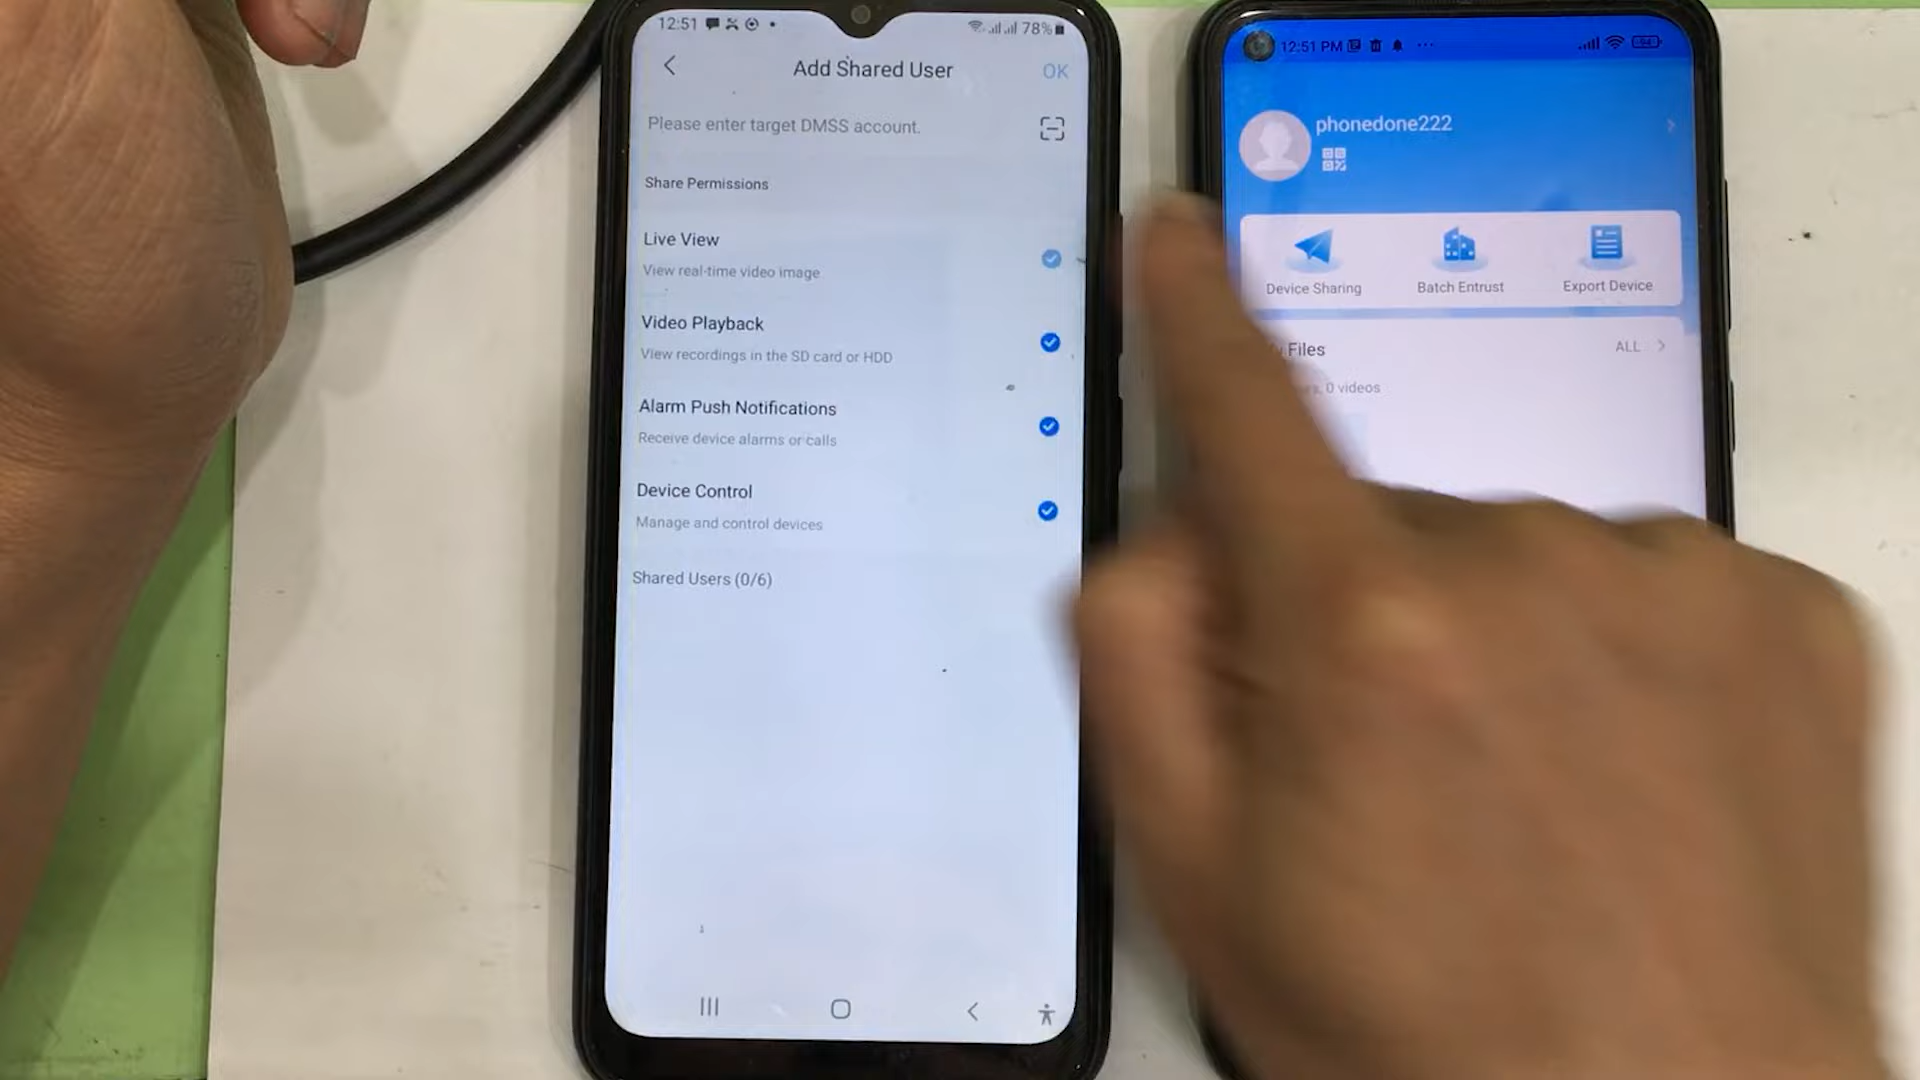 12:51
78%
Add Shared User
OK
Please enter target DMSS account.
Share Permissions
Live View
View real-time video image
Video Playback
View recordings in the SD card or HDD
Alarm Push Notifications
Receive device alarms or calls
Device Control
Manage and control devices
Shared Users (0/6)
12:51 PM
phonedone222
Device Sharing
Batch Entrust
Export Device
Files
ALL
0 videos